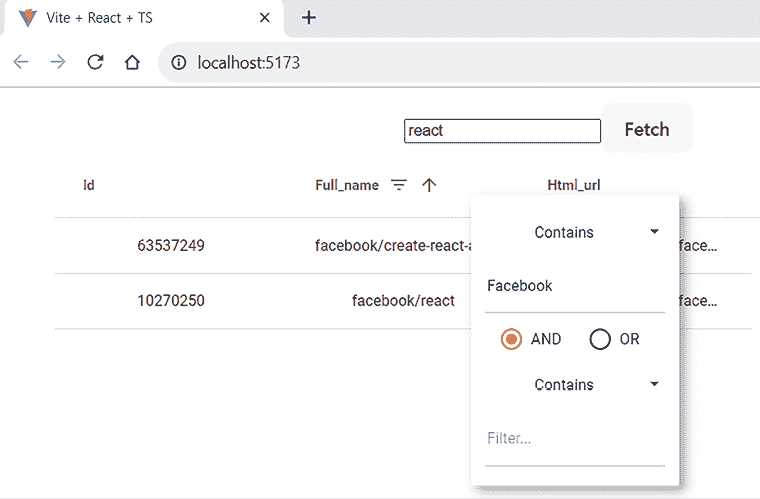 Vite + React + TS
localhost:5173
react Fetch
Id Full_name Html_url
Contains
63537249 facebook/create-react-a face...
Facebook
10270250 facebook/react face...
AND OR
Contains
Filter...